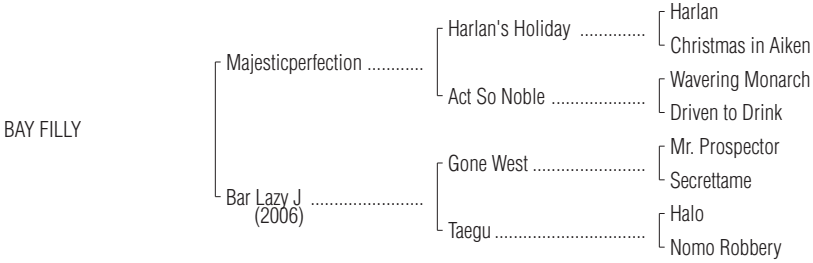 Harlan
Harlan's Holiday ..............
Christmas in Aiken
Majesticperfection ............
Wavering Monarch
Act So Noble ....................
Driven to Drink
BAY FILLY
Mr. Prospector
Gone West ........................
Secrettame
Bar Lazy J ........................
(2006)
Halo
Taegu ................................
Nomo Robbery